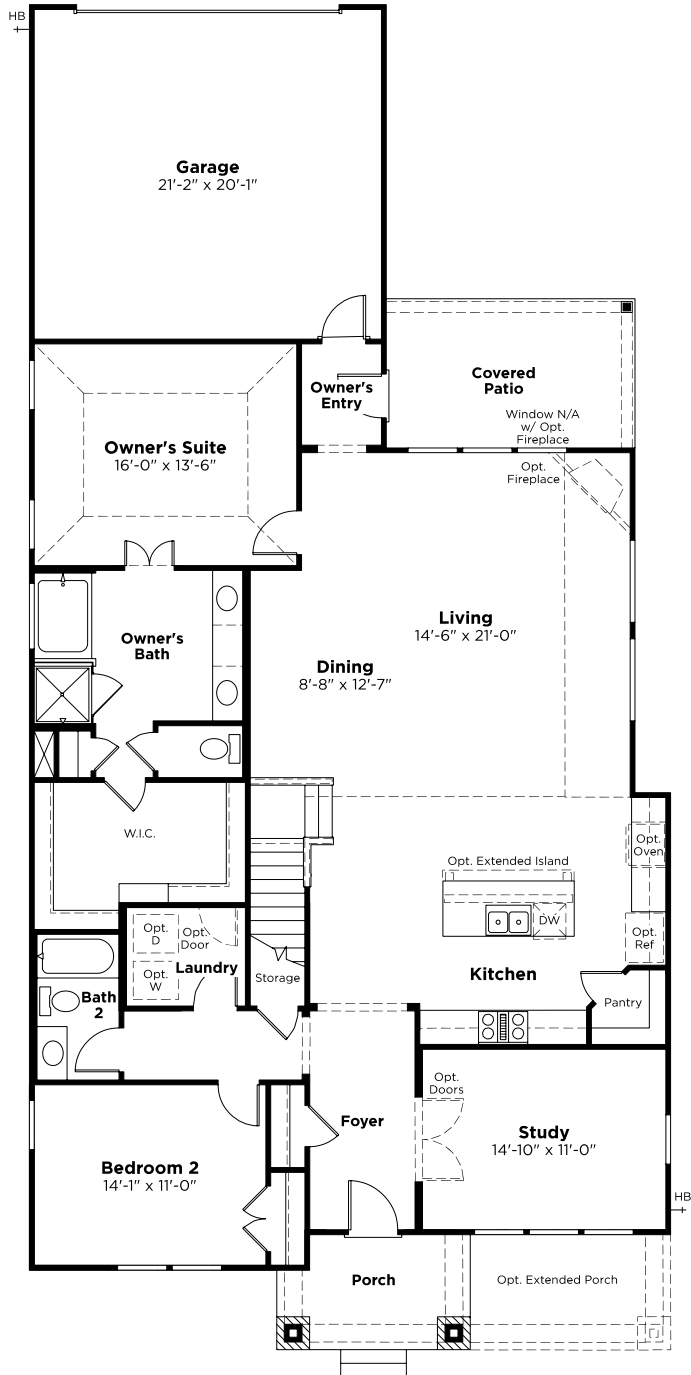 HB
Garage
21'-2" x 20'-1"
Owner's
Entry
Covered
Patio
Window N/A
w/ Opt.
Fireplace
Owner's Suite
16'-0" x 13'-6"
Opt.
Fireplace
Living
14'-6" x 21'-0"
Owner's
Bath
Dining
8'-8" x 12'-7"
W.I.C.
Opt.
Oven
Opt. Extended Island
DW
Opt.
D
Opt.
Door
Opt.
Ref
Laundry
Opt.
W
Storage
Kitchen
Bath
2
Pantry
Opt.
Doors
Foyer
Study
14'-10" x 11'-0"
Bedroom 2
14'-1" x 11'-0"
HB
Porch
Opt. Extended Porch